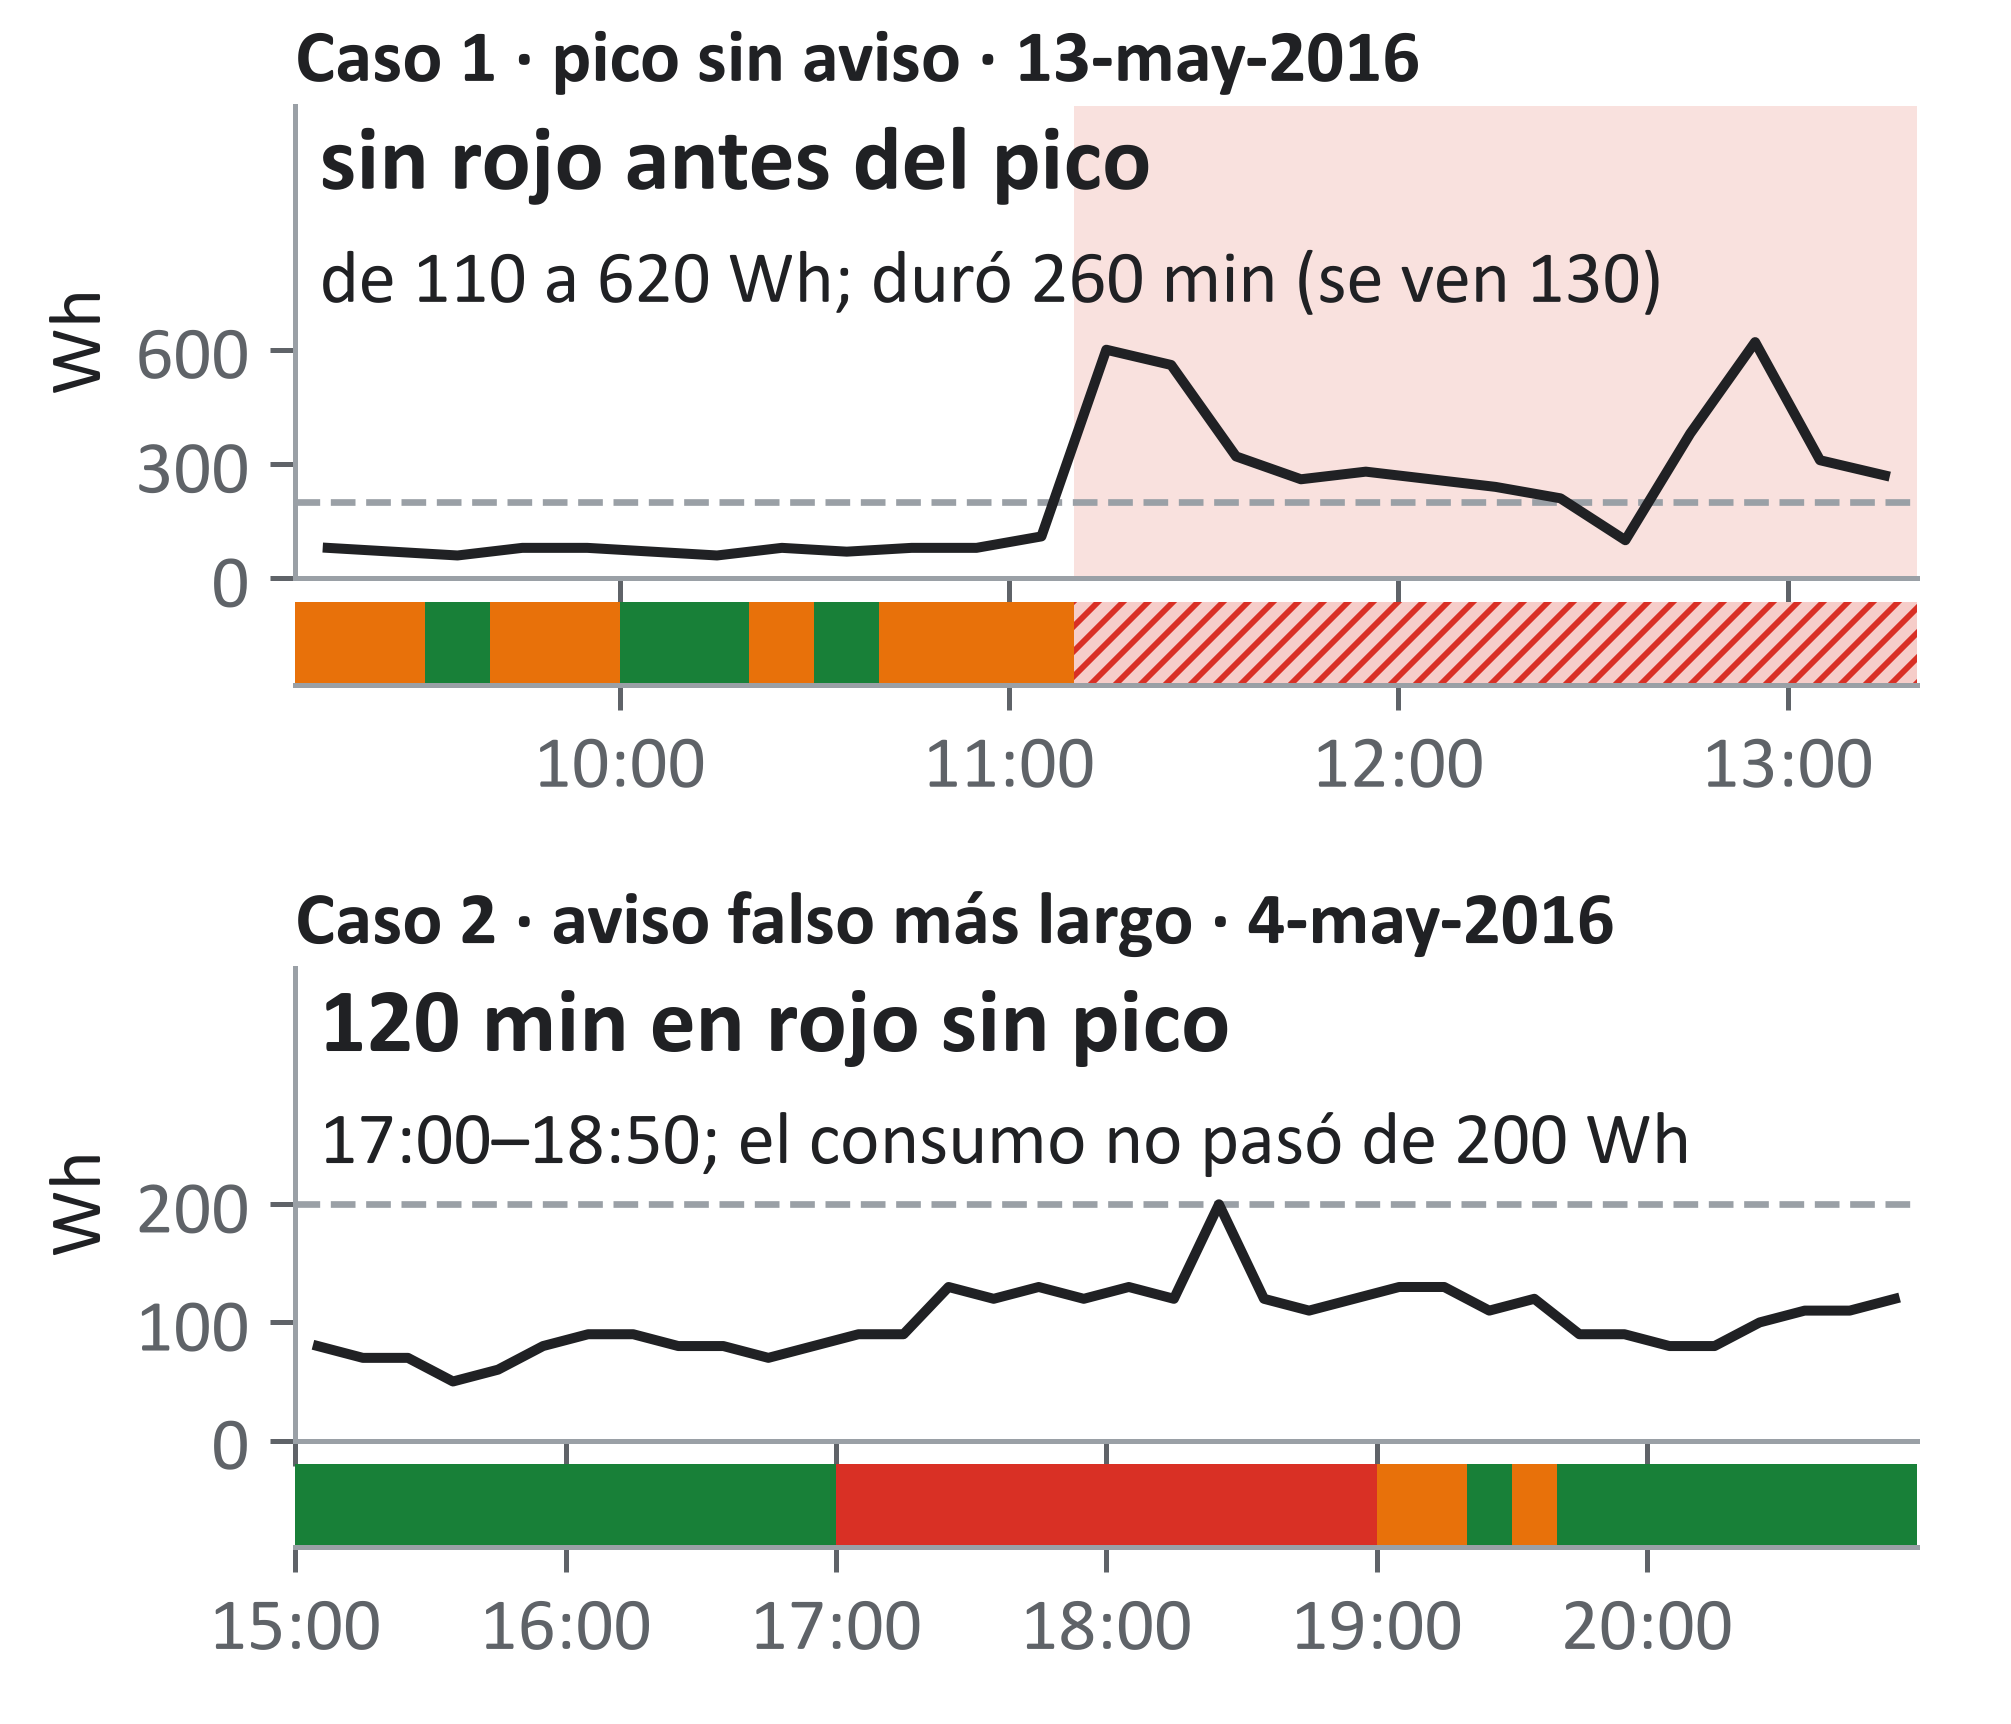 Caso 1 · pico sin aviso · 13-may-2016
sin rojo antes del pico
de 110 a 620 Wh; duró 260 min (se ven 130)
Wh
600
300
0
10:00 11:00 12:00 13:00
Caso 2 · aviso falso más largo · 4-may-2016
120 min en rojo sin pico
17:00–18:50; el consumo no pasó de 200 Wh
Wh
200
100
0
15:00 16:00 17:00 18:00 19:00 20:00